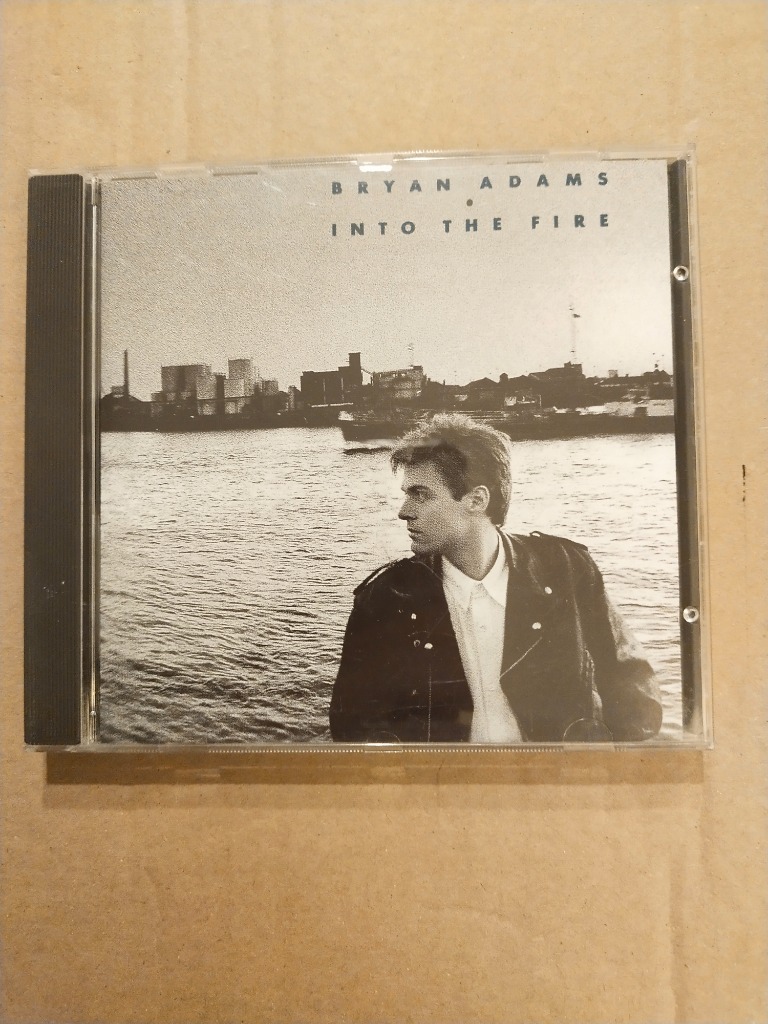 BRYAN ADAMS
•
INTO THE FIRE